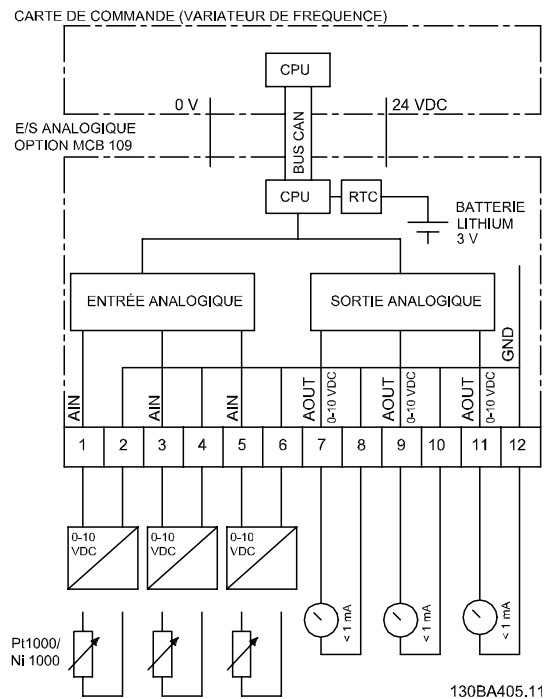 CARTE DE COMMANDE (VARIATEUR DE FREQUENCE)
CPU
0 V
24 VDC
E/S ANALOGIQUE
OPTION MCB 109
BUS CAN
CPU
RTC
BATTERIE
LITHIUM
3 V
ENTRÉE ANALOGIQUE
SORTIE ANALOGIQUE
GND
AIN
AIN
AIN
AOUT
0-10 VDC
AOUT
0-10 VDC
AOUT
0-10 VDC
1 2 3 4 5 6 7 8 9 10 11 12
0-10
VDC
0-10
VDC
0-10
VDC
< 1 mA
< 1 mA
< 1 mA
Pt1000/
Ni 1000
130BA405.11